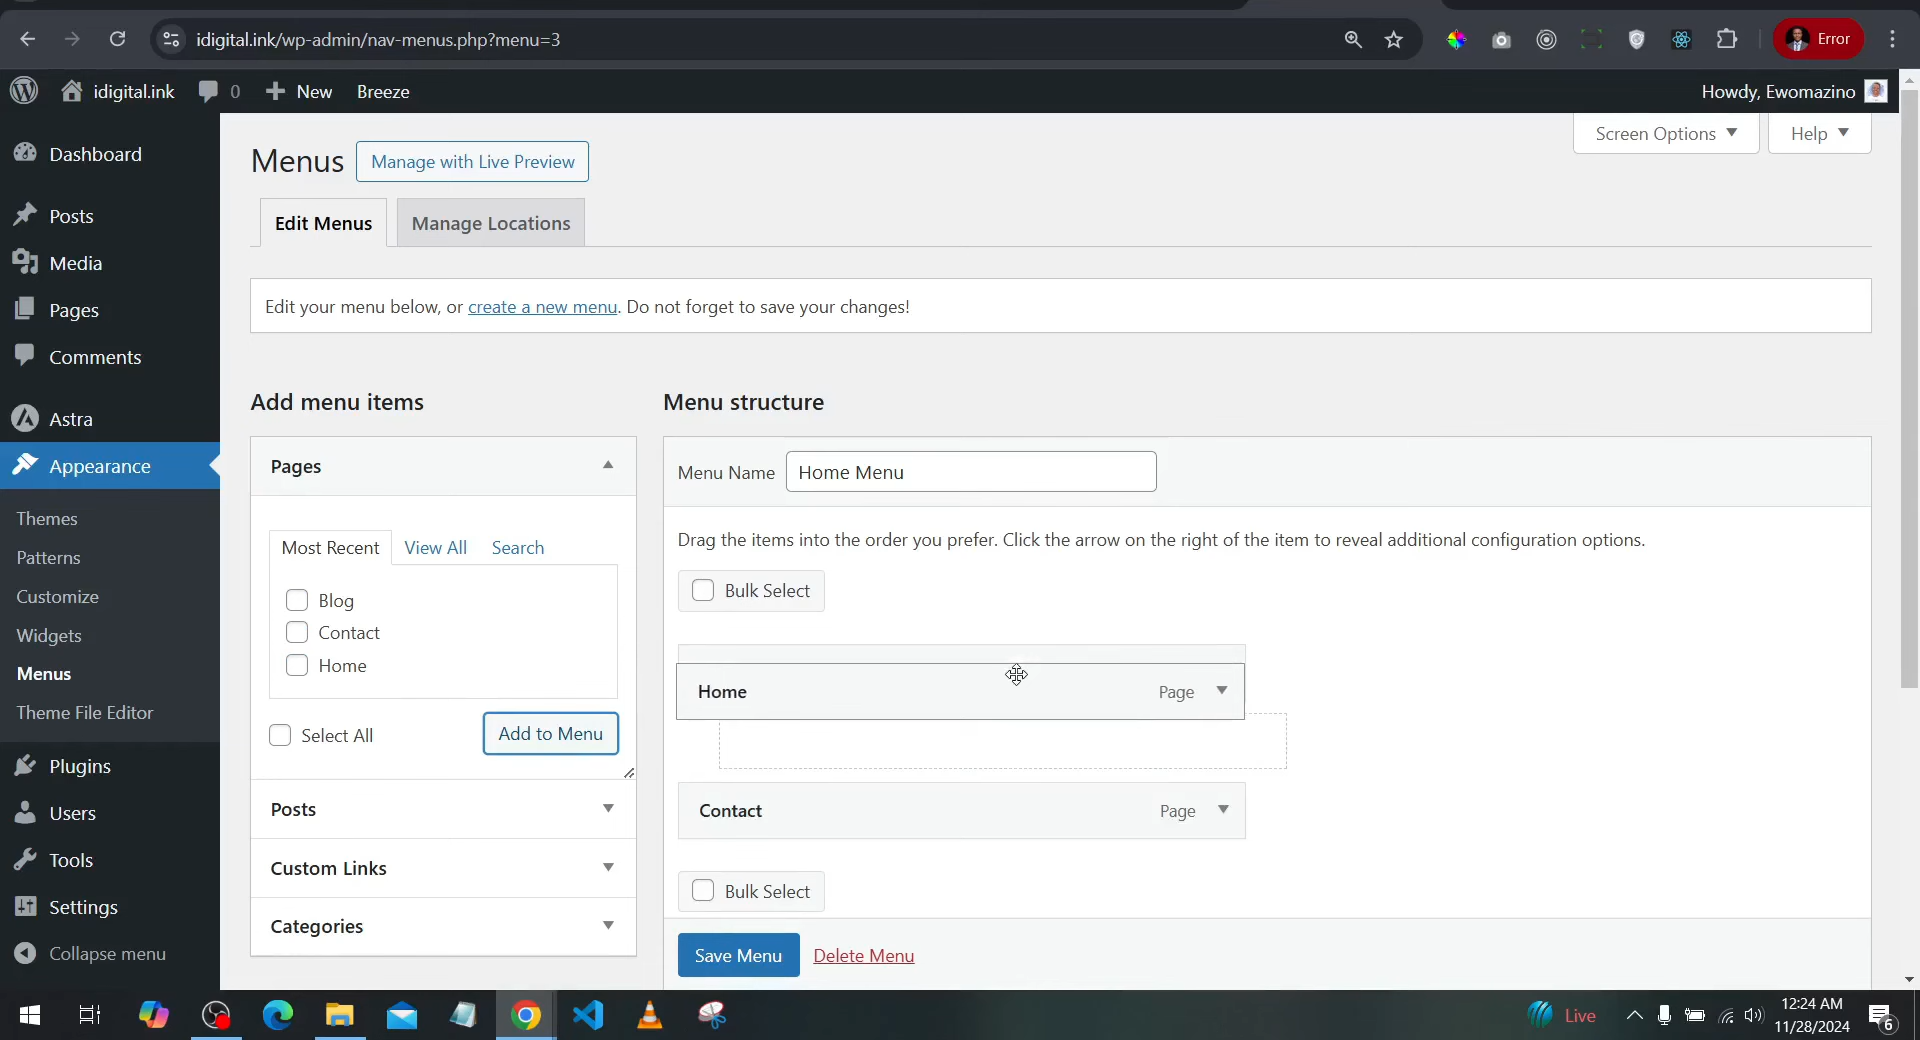 idigital.ink/wp-admin/nav-menus.php?menu=3
Error
idigital.ink
0
New
Breeze
Howdy, Ewomazino
Dashboard
Posts
Media
Pages
Comments
Astra
Appearance
Themes
Patterns
Customize
Widgets
Menus
Theme File Editor
Plugins
Users
Tools
Settings
Collapse menu
Screen Options
Help
Menus
Manage with Live Preview
Edit Menus
Manage Locations
Edit your menu below, or create a new menu. Do not forget to save your changes!
Add menu items
Pages
Most Recent
View All
Search
Blog
Contact
Home
Select All
Add to Menu
Posts
Custom Links
Categories
Menu structure
Menu Name
Home Menu
Drag the items into the order you prefer. Click the arrow on the right of the item to reveal additional configuration options.
Bulk Select
Home
Page
Contact
Page
Bulk Select
Save Menu
Delete Menu
Live
12:24 AM
11/28/2024
6